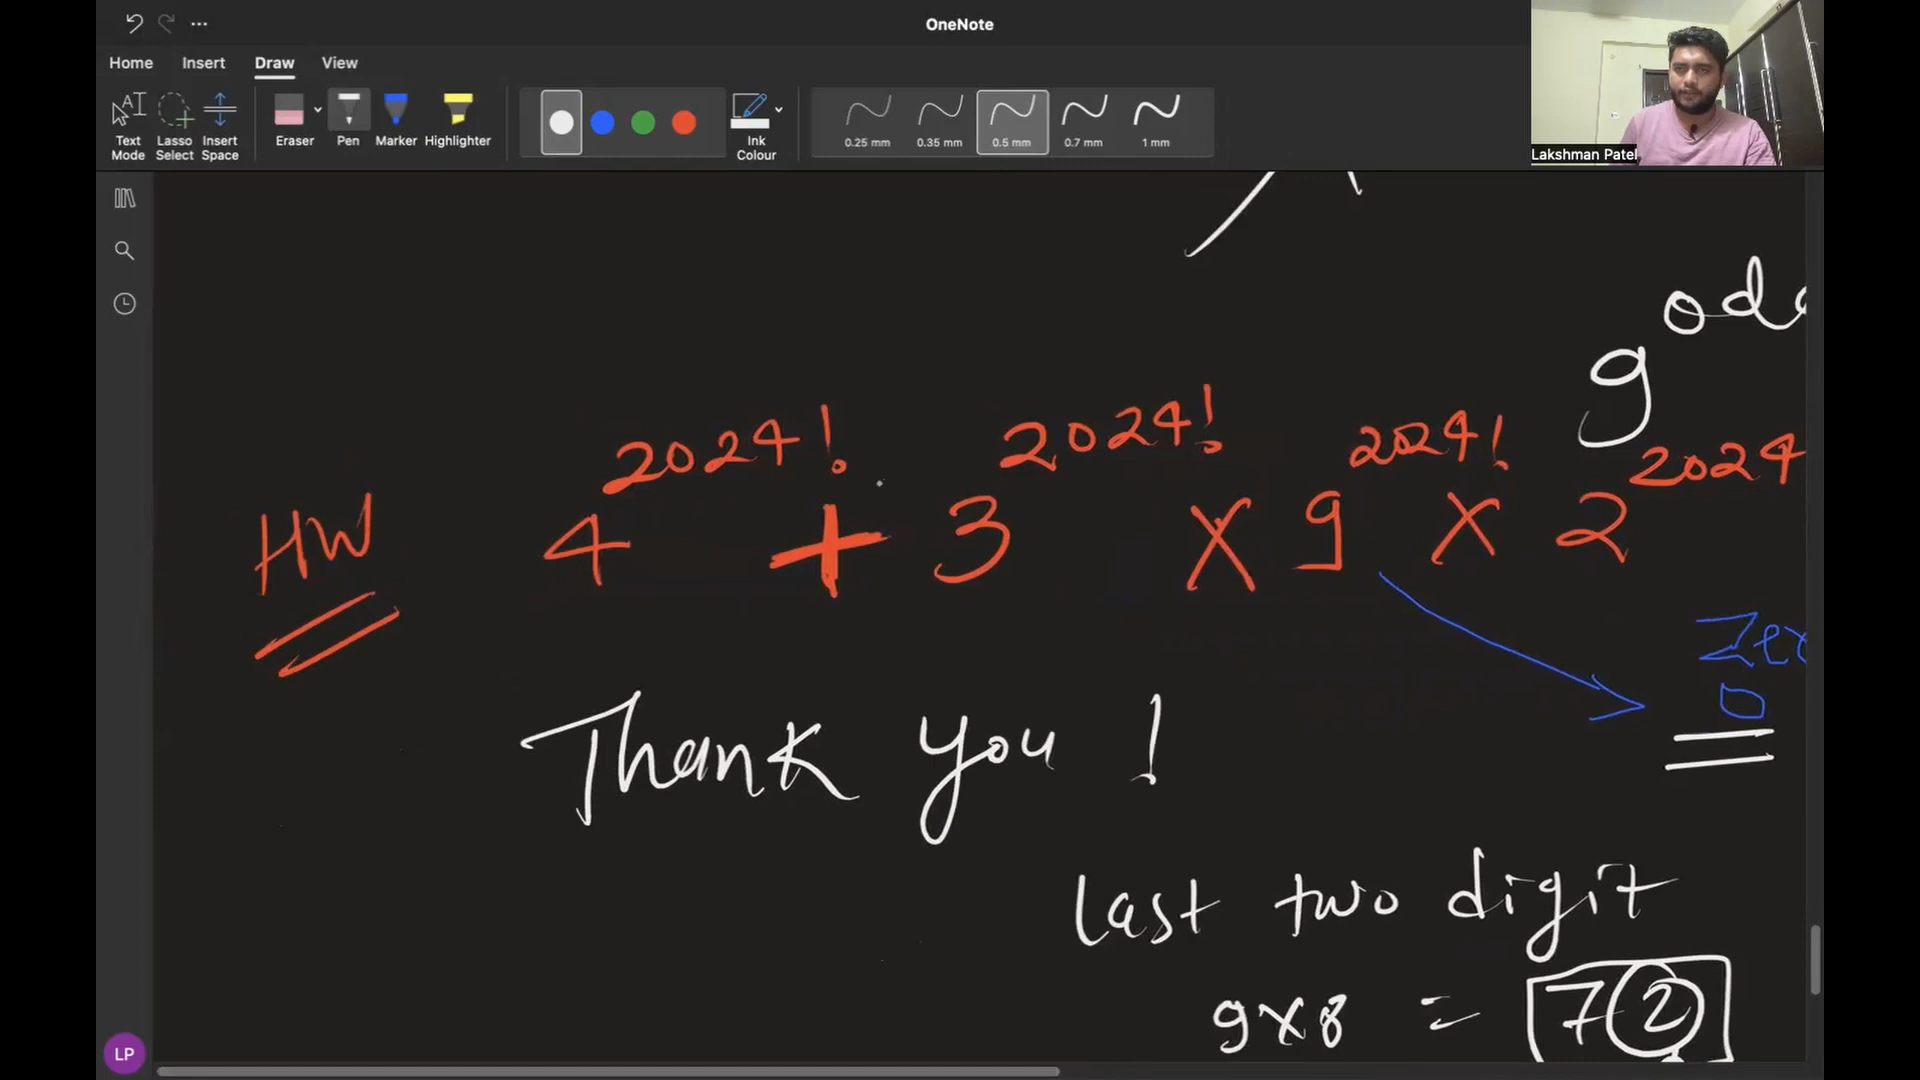 OneNote
Home Insert Draw View
Text Mode Lasso Select Insert Space Eraser Pen Marker Highlighter Ink Colour 0.25 mm 0.35 mm 0.5 mm 0.7 mm 1 mm
Lakshman Patel
9
HW 4^2024! + 3^2024! X 9^2024! X 2^2024
0
Thank you !
last two digit
9x8 = 72
LP